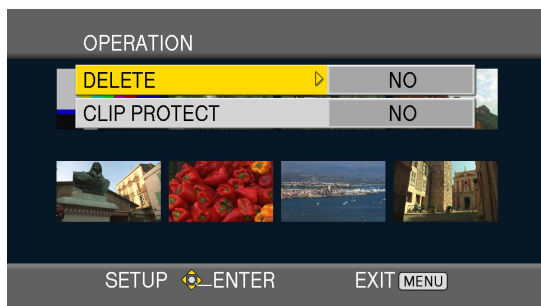 OPERATION
DELETE NO
CLIP PROTECT NO
SETUP ENTER EXIT MENU